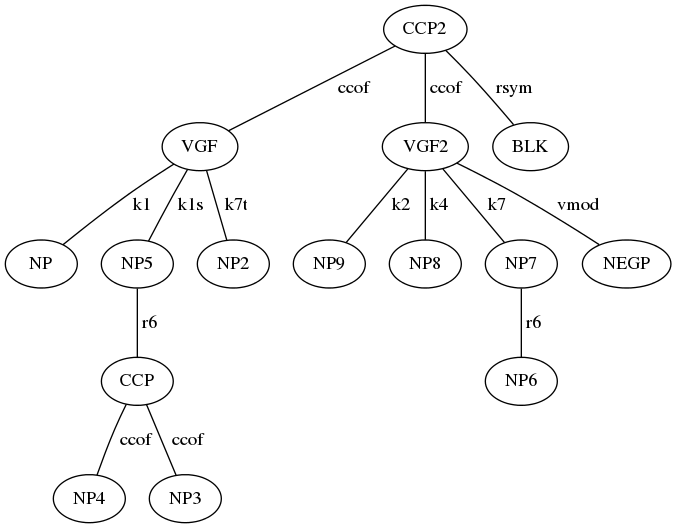 CCP2
ccof ccof rsym
VGF VGF2 BLK
k1 k1s k7t k2 k4 k7 vmod
NP NP5 NP2 NP9 NP8 NP7 NEGP
r6 r6
CCP NP6
ccof ccof
NP4 NP3